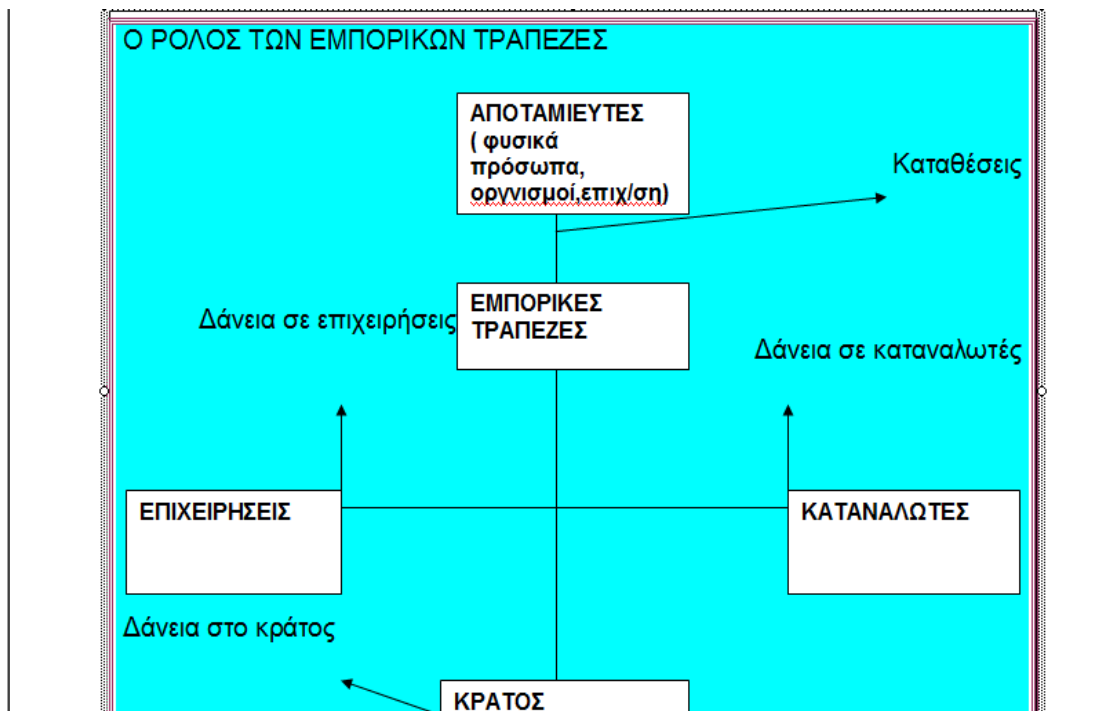 Ο ΡΟΛΟΣ ΤΩΝ ΕΜΠΟΡΙΚΩΝ ΤΡΑΠΕΖΕΣ
ΑΠΟΤΑΜΙΕΥΤΕΣ
( φυσικά
πρόσωπα,
οργνισμοί,επιχ/ση)
Καταθέσεις
Δάνεια σε επιχειρήσεις
ΕΜΠΟΡΙΚΕΣ
ΤΡΑΠΕΖΕΣ
Δάνεια σε καταναλωτές
ΕΠΙΧΕΙΡΗΣΕΙΣ
ΚΑΤΑΝΑΛΩΤΕΣ
Δάνεια στο κράτος
ΚΡΑΤΟΣ